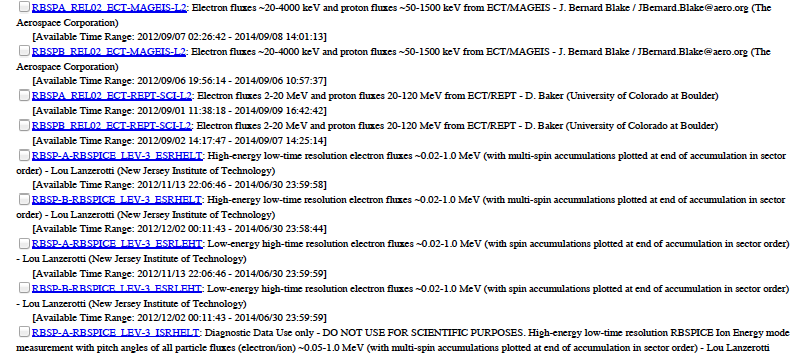 RBSPA_REL02_ECT-MAGEIS-L2: Electron fluxes ~20-4000 keV and proton fluxes ~50-1500 keV from ECT/MAGEIS - J. Bernard Blake / JBernard.Blake@aero.org (The
Aerospace Corporation)
[Available Time Range: 2012/09/07 02:26:42 - 2014/09/08 14:01:13]
RBSPB_REL02_ECT-MAGEIS-L2: Electron fluxes ~20-4000 keV and proton fluxes ~50-1500 keV from ECT/MAGEIS - J. Bernard Blake / JBernard.Blake@aero.org (The
Aerospace Corporation)
[Available Time Range: 2012/09/06 19:56:14 - 2014/09/06 10:57:37]
RBSPA_REL02_ECT-REPT-SCI-L2: Electron fluxes 2-20 MeV and proton fluxes 20-120 MeV from ECT/REPT - D. Baker (University of Colorado at Boulder)
[Available Time Range: 2012/09/01 11:38:18 - 2014/09/09 16:42:42]
RBSPB_REL02_ECT-REPT-SCI-L2: Electron fluxes 2-20 MeV and proton fluxes 20-120 MeV from ECT/REPT - D. Baker (University of Colorado at Boulder)
[Available Time Range: 2012/09/02 14:17:47 - 2014/09/07 14:25:14]
RBSP-A-RBSPICE_LEV-3_ESRHELT: High-energy low-time resolution electron fluxes ~0.02-1.0 MeV (with multi-spin accumulations plotted at end of accumulation in sector
order) - Lou Lanzerotti (New Jersey Institute of Technology)
[Available Time Range: 2012/11/13 22:06:46 - 2014/06/30 23:59:58]
RBSP-B-RBSPICE_LEV-3_ESRHELT: High-energy low-time resolution electron fluxes ~0.02-1.0 MeV (with multi-spin accumulations plotted at end of accumulation in sector
order) - Lou Lanzerotti (New Jersey Institute of Technology)
[Available Time Range: 2012/12/02 00:11:43 - 2014/06/30 23:58:44]
RBSP-A-RBSPICE_LEV-3_ESRLEHT: Low-energy high-time resolution electron fluxes ~0.02-1.0 MeV (with spin accumulations plotted at end of accumulation in sector order)
- Lou Lanzerotti (New Jersey Institute of Technology)
[Available Time Range: 2012/11/13 22:06:46 - 2014/06/30 23:59:59]
RBSP-B-RBSPICE_LEV-3_ESRLEHT: Low-energy high-time resolution electron fluxes ~0.02-1.0 MeV (with spin accumulations plotted at end of accumulation in sector order)
- Lou Lanzerotti (New Jersey Institute of Technology)
[Available Time Range: 2012/12/02 00:11:43 - 2014/06/30 23:59:59]
RBSP-A-RBSPICE_LEV-3_ISRHELT: Diagnostic Data Use only - DO NOT USE FOR SCIENTIFIC PURPOSES. High-energy low-time resolution RBSPICE Ion Energy mode
measurement with pitch angles of all particle fluxes (electron/ion) ~0.05-1.0 MeV (with multi-spin accumulations plotted at end of accumulation in sector order) - Lou Lanzerotti